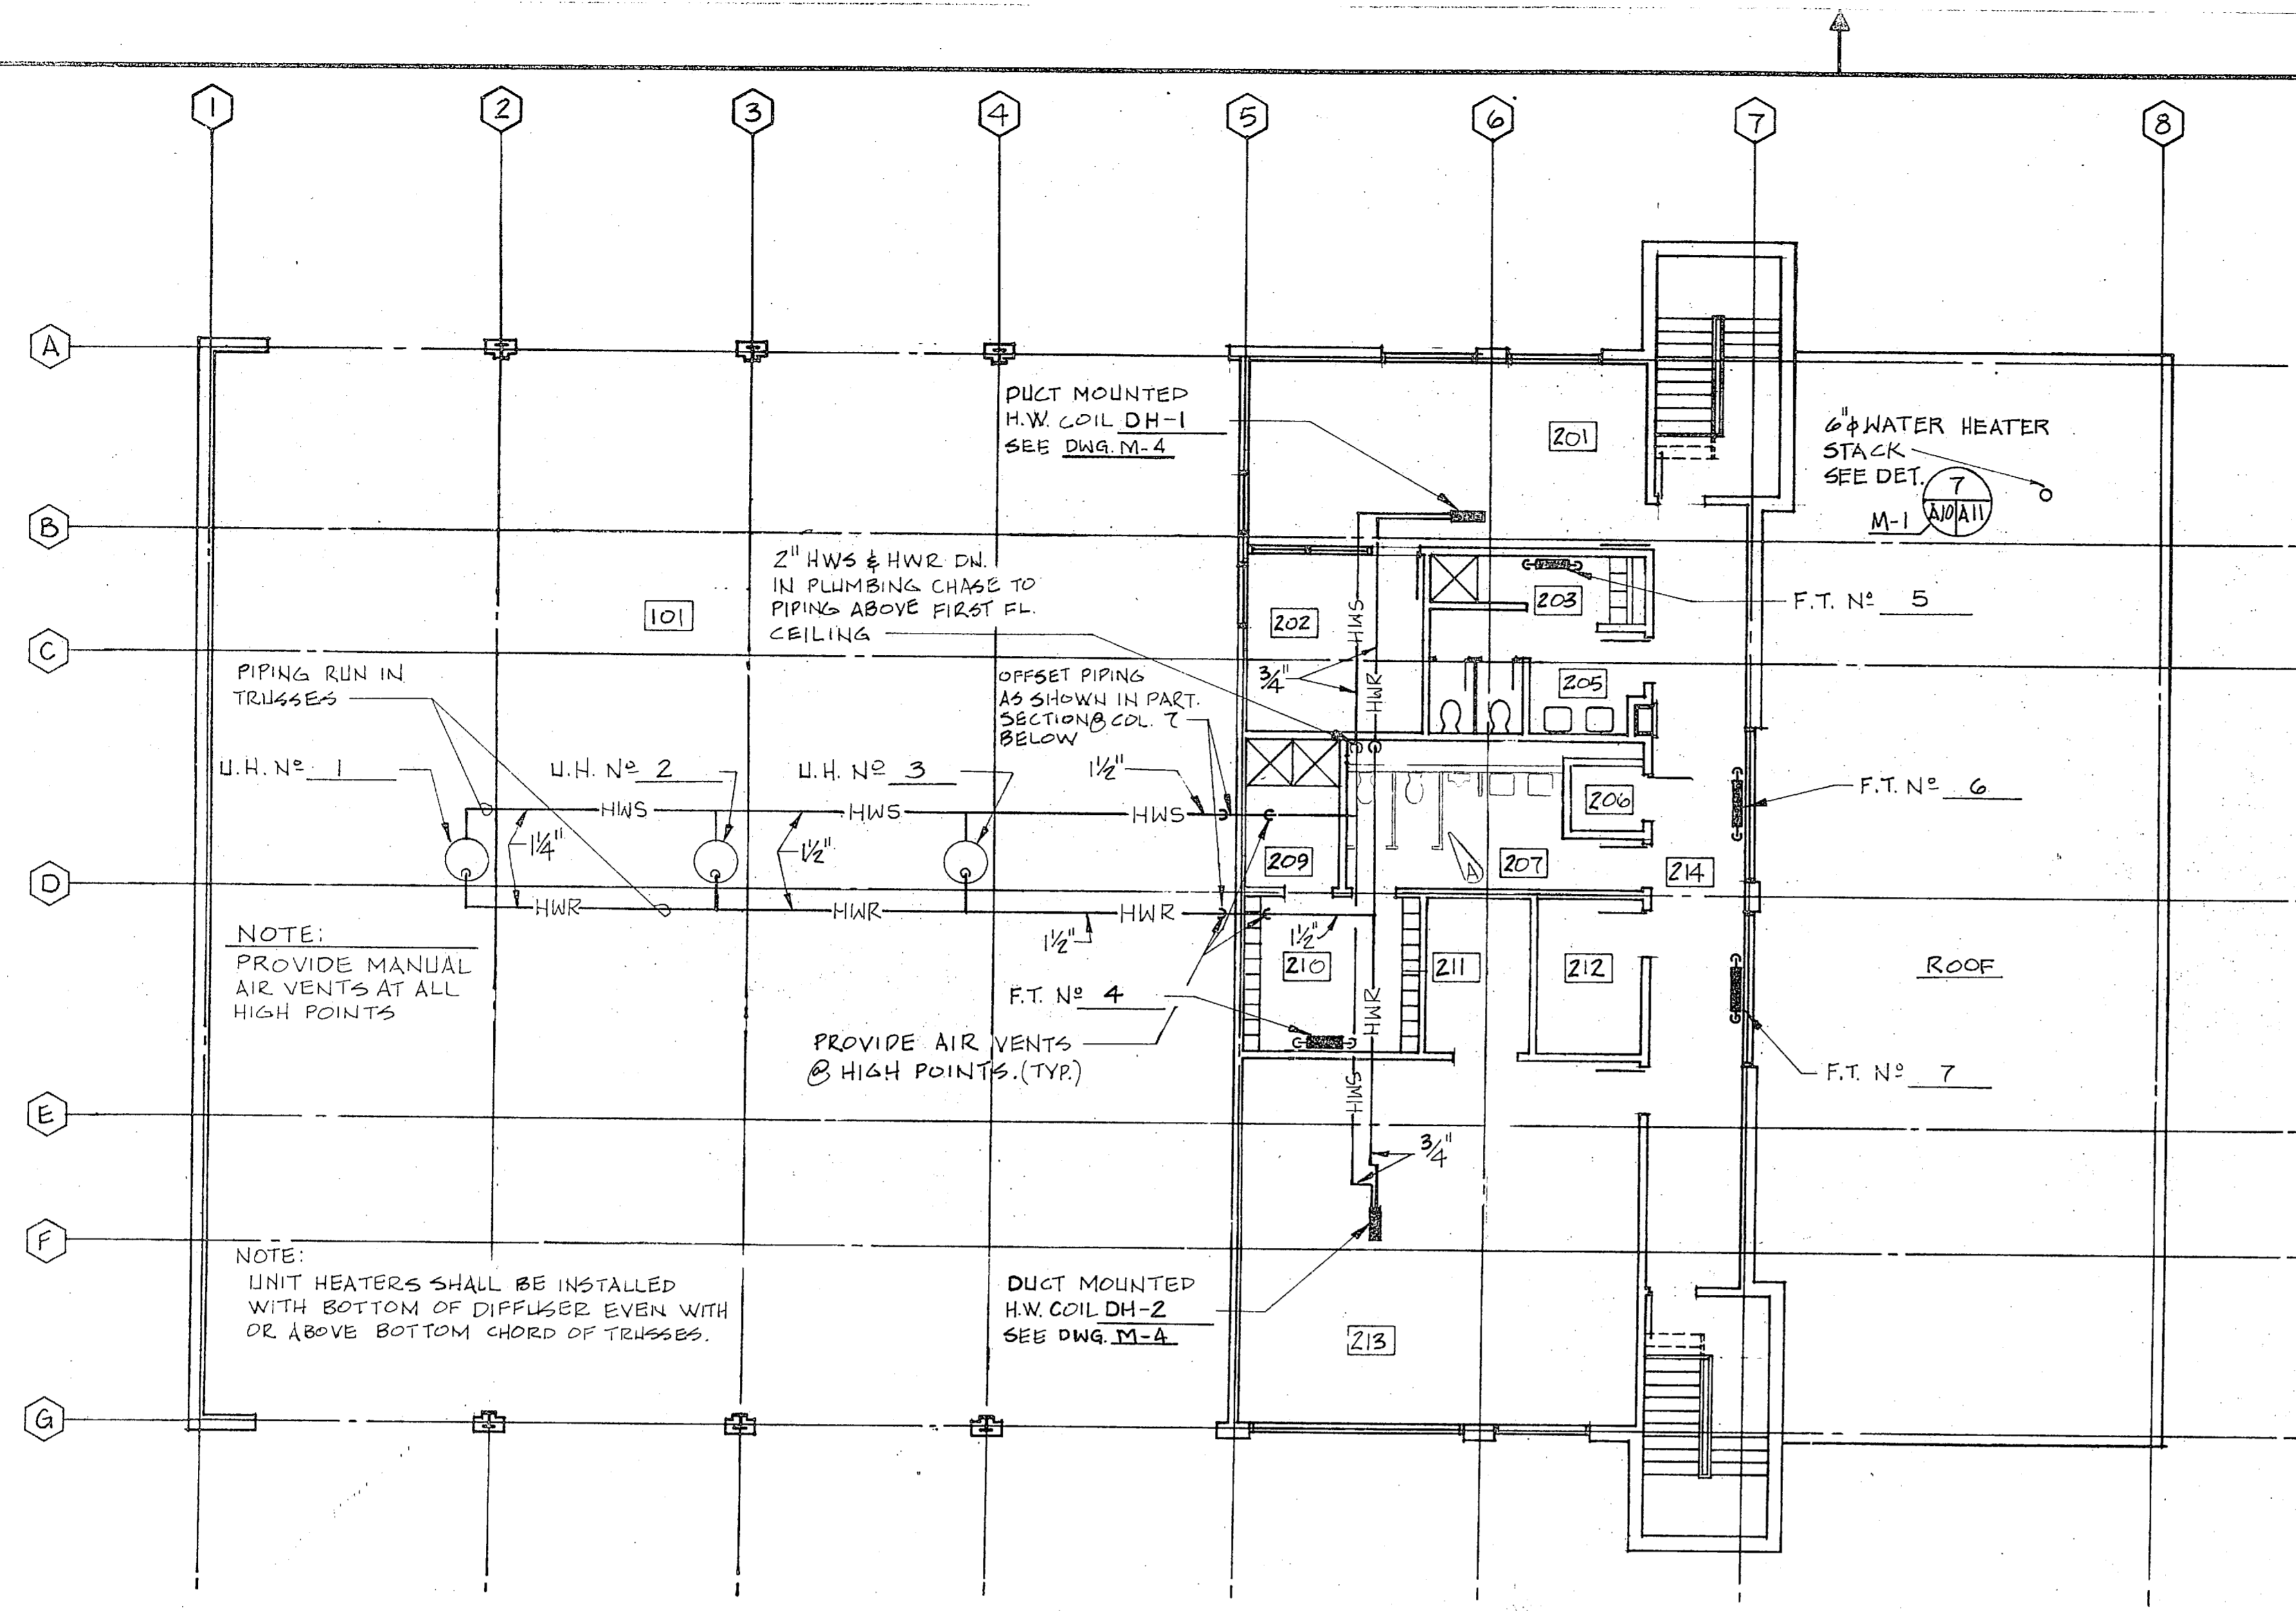 1
2
3
4
5
6
7
8
A
B
C
D
E
F
G
DUCT MOUNTED
H.W. COIL DH-1
SEE DWG. M-4
201
6"ϕ WATER HEATER
STACK
SEE DET.
7
A10 A11
M-1
2" HWS & HWR DN.
IN PLUMBING CHASE TO
PIPING ABOVE FIRST FL.
CEILING
101
202
203
F.T. Nº 5
HWS
3/4"
HWR
205
PIPING RUN IN
TRUSSES
OFFSET PIPING
AS SHOWN IN PART.
SECTION @ COL. 7
BELOW
U.H. Nº 1
U.H. Nº 2
U.H. Nº 3
1½"
HWS
HWS
HWS
1¼"
1½"
206
F.T. Nº 6
209
A
207
214
HWR
HWR
HWR
1½"
1½"
NOTE:
PROVIDE MANUAL
AIR VENTS AT ALL
HIGH POINTS
210
211
212
ROOF
F.T. Nº 4
HWR
PROVIDE AIR VENTS
@ HIGH POINTS. (TYP.)
HWS
F.T. Nº 7
3/4"
NOTE:
UNIT HEATERS SHALL BE INSTALLED
WITH BOTTOM OF DIFFUSER EVEN WITH
OR ABOVE BOTTOM CHORD OF TRUSSES.
DUCT MOUNTED
H.W. COIL DH-2
SEE DWG. M-4
213